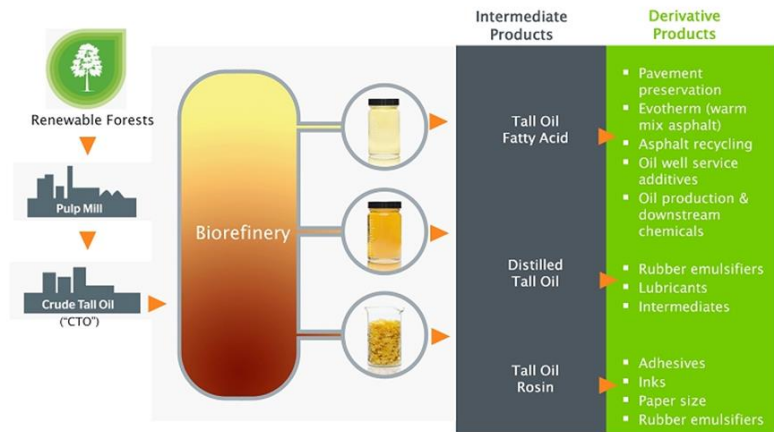 Renewable Forests
Pulp Mill
Crude Tall Oil
("CTO")
Biorefinery
Intermediate
Products
Tall Oil
Fatty Acid
Distilled
Tall Oil
Tall Oil
Rosin
Derivative
Products
▪ Pavement
preservation
▪ Evotherm (warm
mix asphalt)
▪ Asphalt recycling
▪ Oil well service
additives
▪ Oil production &
downstream
chemicals
▪ Rubber emulsifiers
▪ Lubricants
▪ Intermediates
▪ Adhesives
▪ Inks
▪ Paper size
▪ Rubber emulsifiers